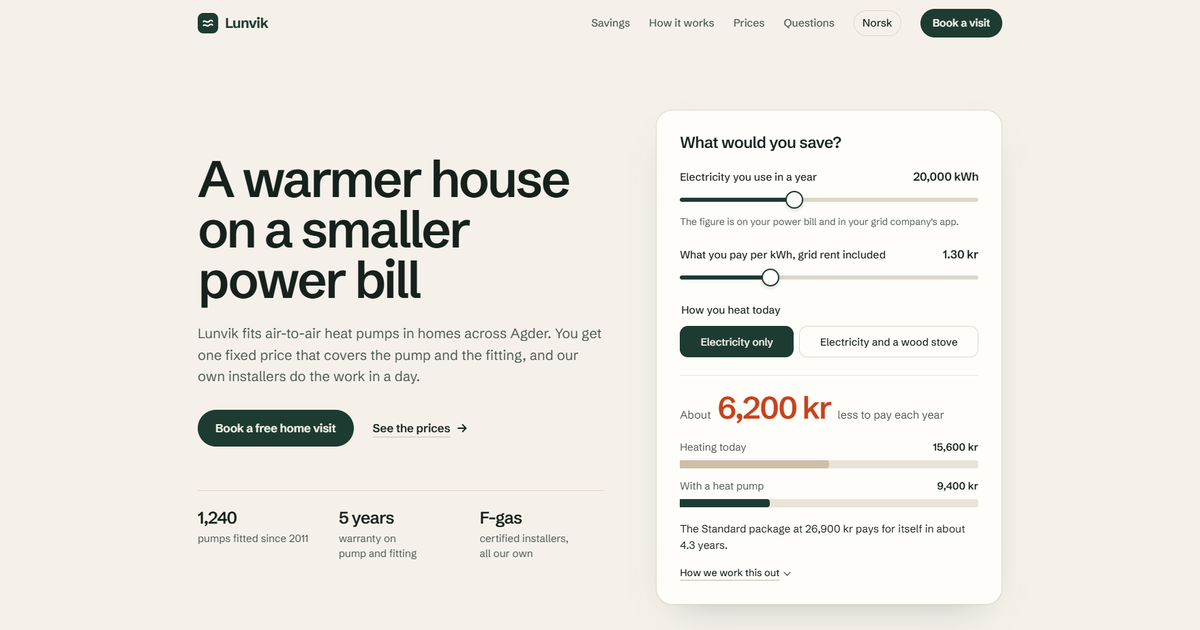 Lunvik
Savings
How it works
Prices
Questions
Norsk
Book a visit
A warmer house
on a smaller
power bill
Lunvik fits air-to-air heat pumps in homes across Agder. You get
one fixed price that covers the pump and the fitting, and our
own installers do the work in a day.
Book a free home visit
See the prices →
1,240
pumps fitted since 2011
5 years
warranty on
pump and fitting
F-gas
certified installers,
all our own
What would you save?
Electricity you use in a year
20,000 kWh
The figure is on your power bill and in your grid company's app.
What you pay per kWh, grid rent included
1.30 kr
How you heat today
Electricity only
Electricity and a wood stove
About 6,200 kr less to pay each year
Heating today
15,600 kr
With a heat pump
9,400 kr
The Standard package at 26,900 kr pays for itself in about
4.3 years.
How we work this out